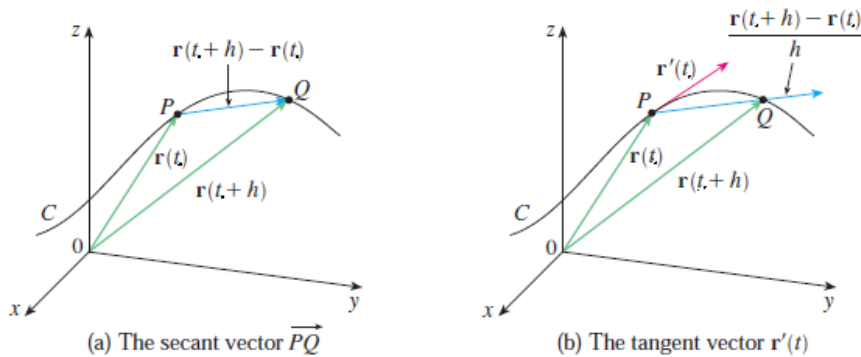 z
r(t + h) − r(t)
P
Q
r(t)
r(t + h)
C
0
x
y
(a) The secant vector PQ
z
r(t + h) − r(t)
h
r′(t)
P
Q
r(t)
r(t + h)
C
0
x
y
(b) The tangent vector r′(t)